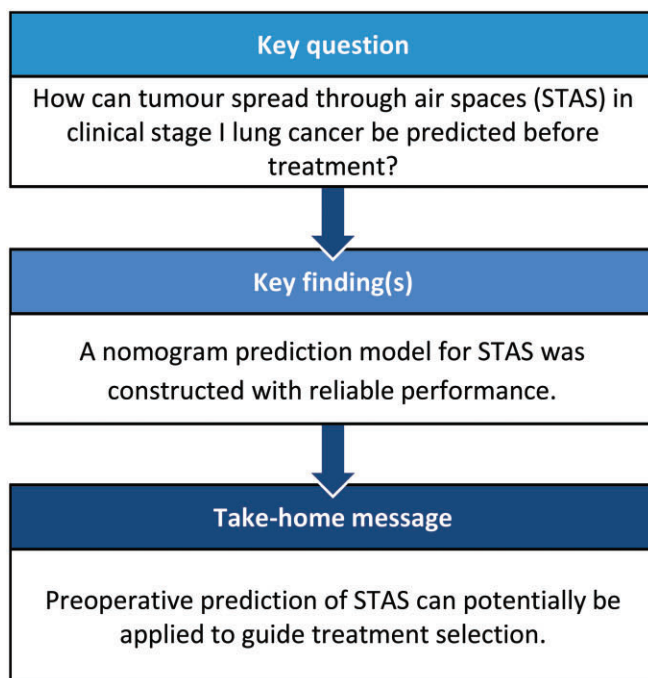 Key question
How can tumour spread through air spaces (STAS) in
clinical stage I lung cancer be predicted before
treatment?
Key finding(s)
A nomogram prediction model for STAS was
constructed with reliable performance.
Take-home message
Preoperative prediction of STAS can potentially be
applied to guide treatment selection.